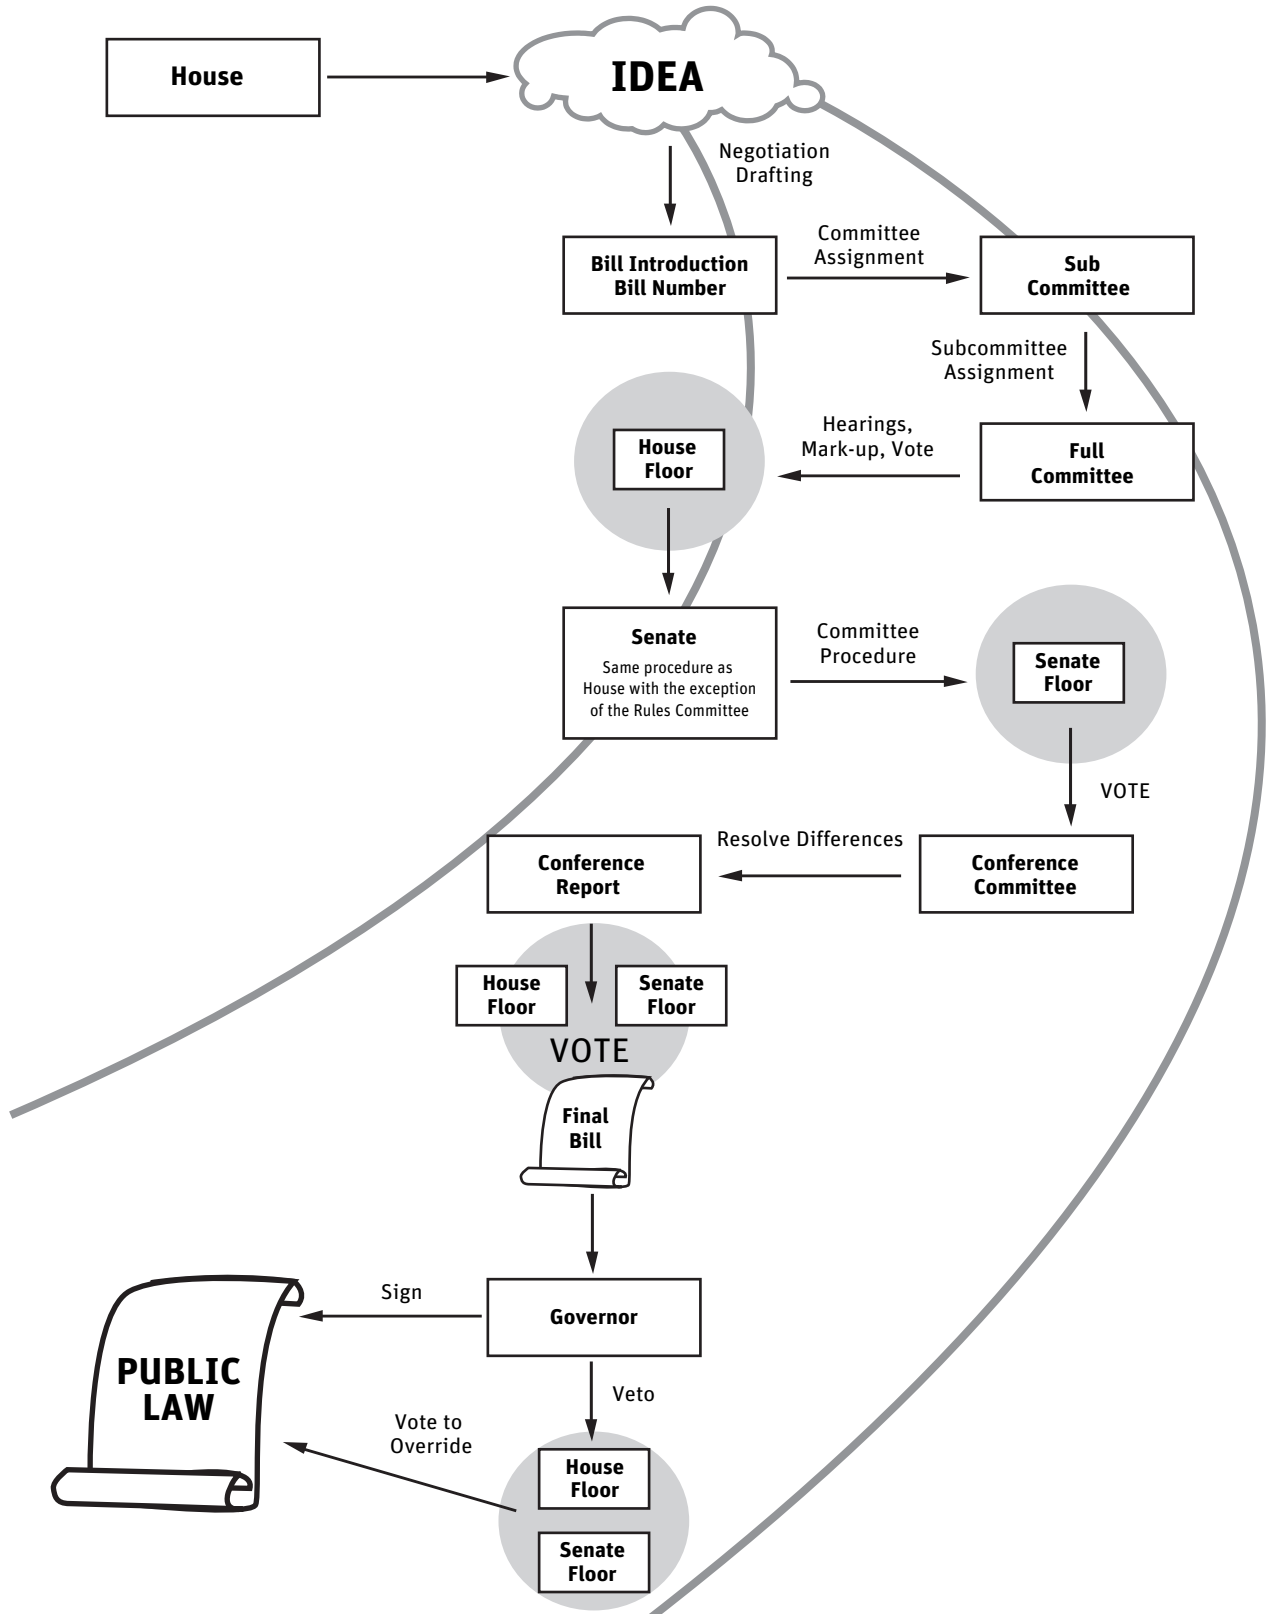 House
IDEA
Negotiation
Drafting
Bill Introduction
Bill Number
Committee
Assignment
Sub
Committee
Subcommittee
Assignment
Full
Committee
Hearings,
Mark-up, Vote
House
Floor
Senate
Same procedure as
House with the exception
of the Rules Committee
Committee
Procedure
Senate
Floor
VOTE
Conference
Committee
Resolve Differences
Conference
Report
House
Floor
Senate
Floor
VOTE
Final
Bill
Governor
Sign
PUBLIC
LAW
Veto
Vote to
Override
House
Floor
Senate
Floor